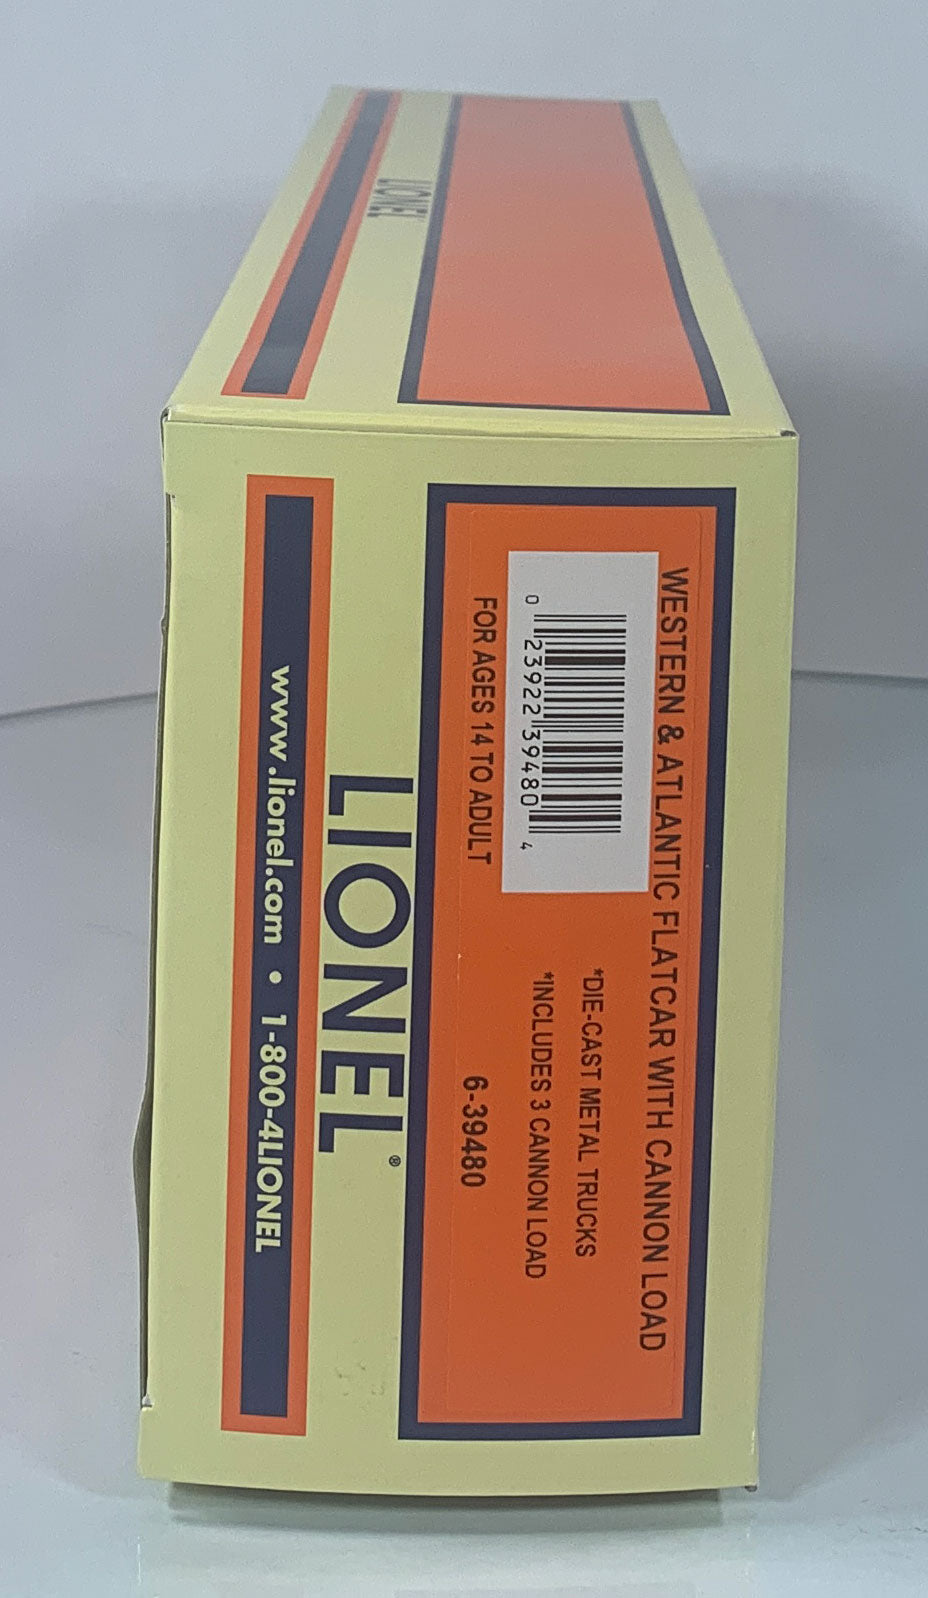 LIONEL
WESTERN & ATLANTIC FLATCAR WITH CANNON LOAD
0 23922 39480 4
*DIE-CAST METAL TRUCKS
*INCLUDES 3 CANNON LOAD
FOR AGES 14 TO ADULT
6-39480
LIONEL®
www.lionel.com • 1-800-4LIONEL